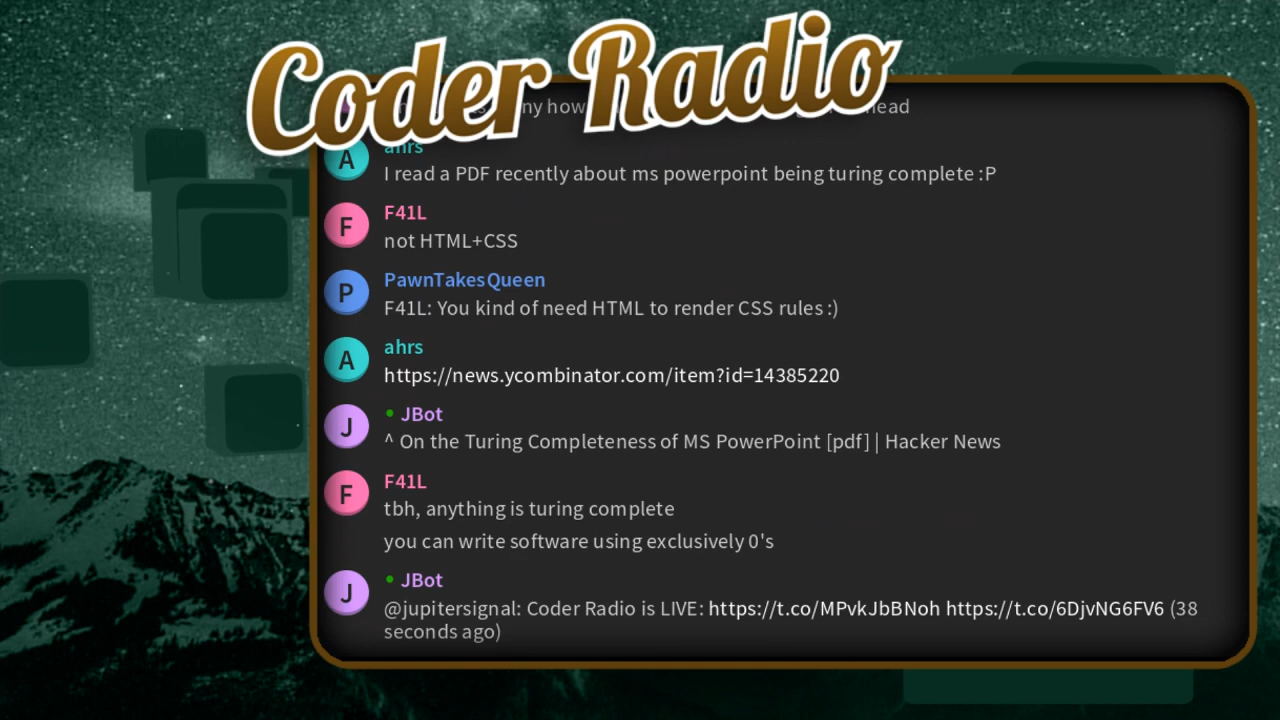 Coder Radio
ny how
head
A
ahrs
I read a PDF recently about ms powerpoint being turing complete :P
F
F41L
not HTML+CSS
P
PawnTakesQueen
F41L: You kind of need HTML to render CSS rules :)
A
ahrs
https://news.ycombinator.com/item?id=14385220
J
• JBot
^ On the Turing Completeness of MS PowerPoint [pdf] | Hacker News
F
F41L
tbh, anything is turing complete
you can write software using exclusively 0's
J
• JBot
@jupitersignal: Coder Radio is LIVE: https://t.co/MPvkJbBNoh https://t.co/6DjvNG6FV6 (38
seconds ago)